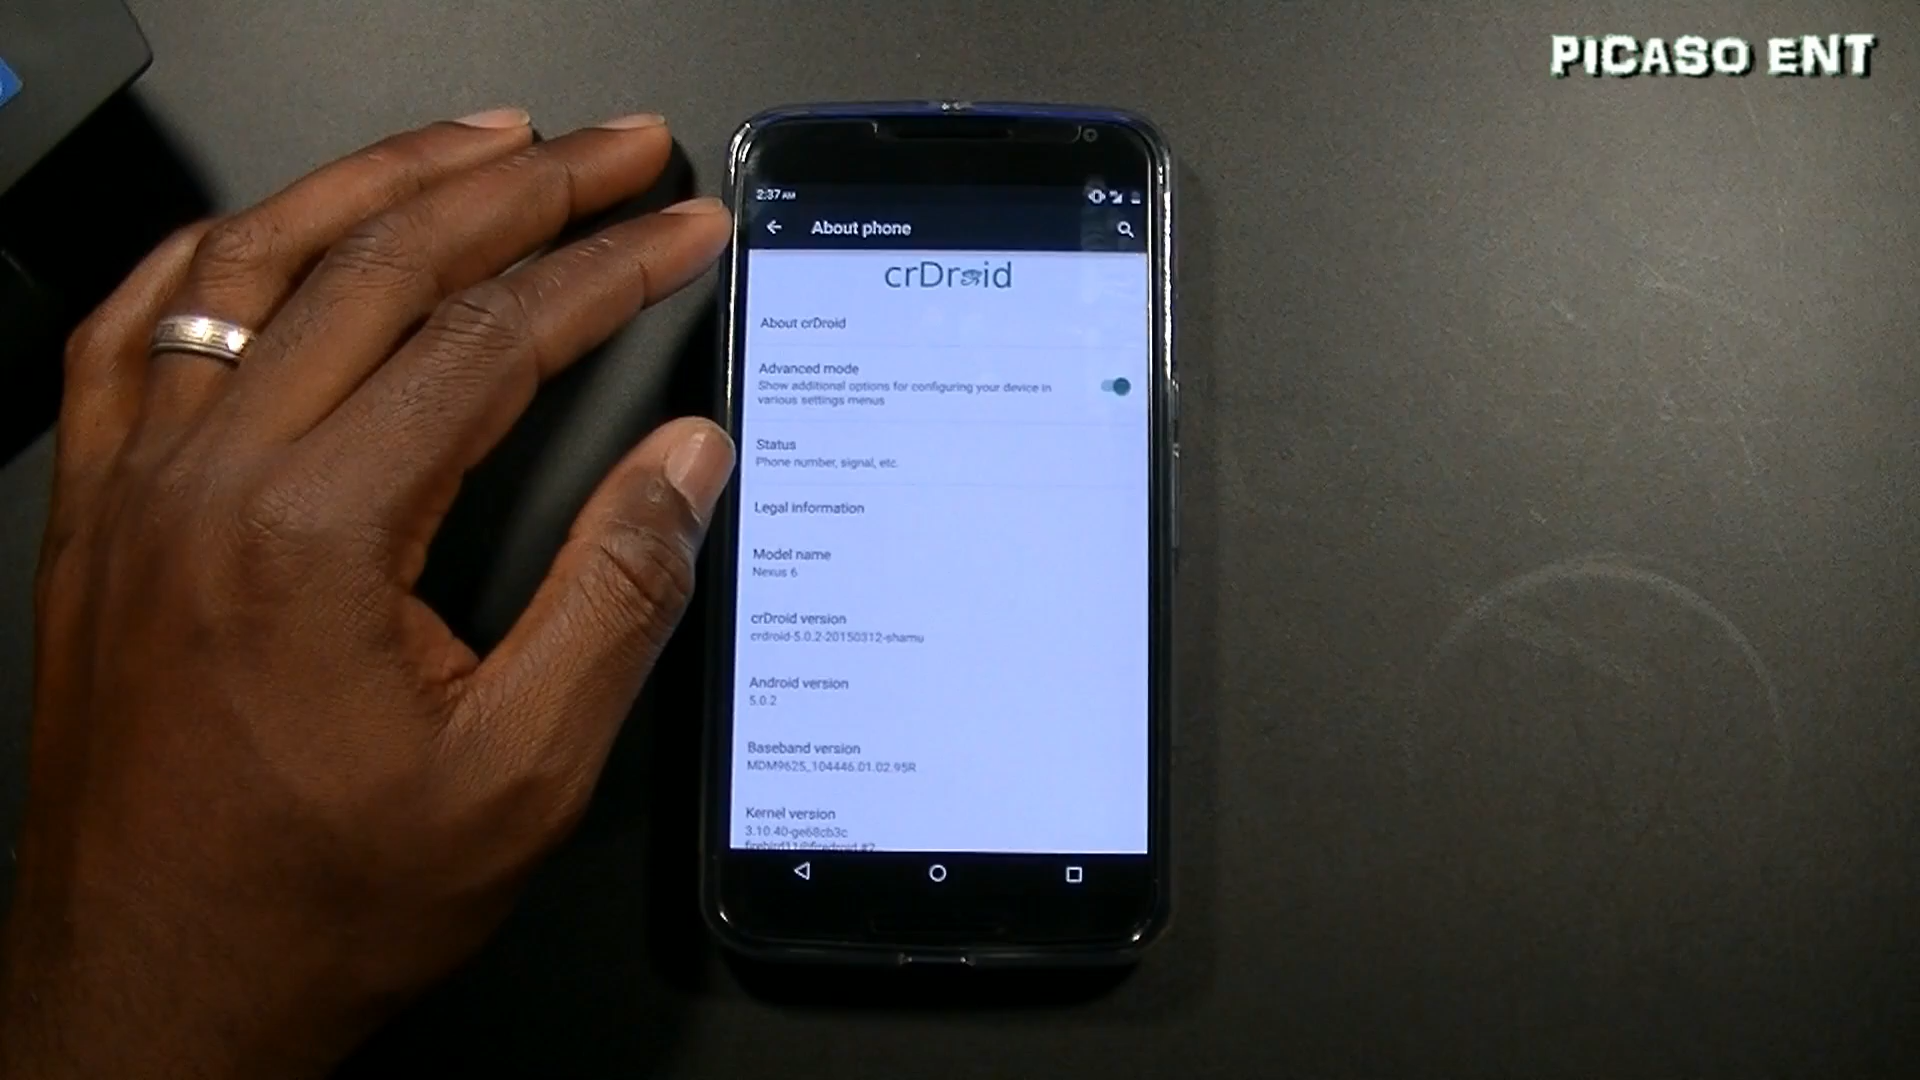 PICASO ENT
2:37 AM
About phone
crDroid
About crDroid
Advanced mode
Show additional options for configuring your device in
various settings menus
Status
Phone number, signal, etc.
Legal information
Model name
Nexus 6
crDroid version
crdroid-5.0.2-20150312-shamu
Android version
5.0.2
Baseband version
MDM9625_104446.01.02.95R
Kernel version
3.10.40-ge68cb3c
firebird11@firedroid #2